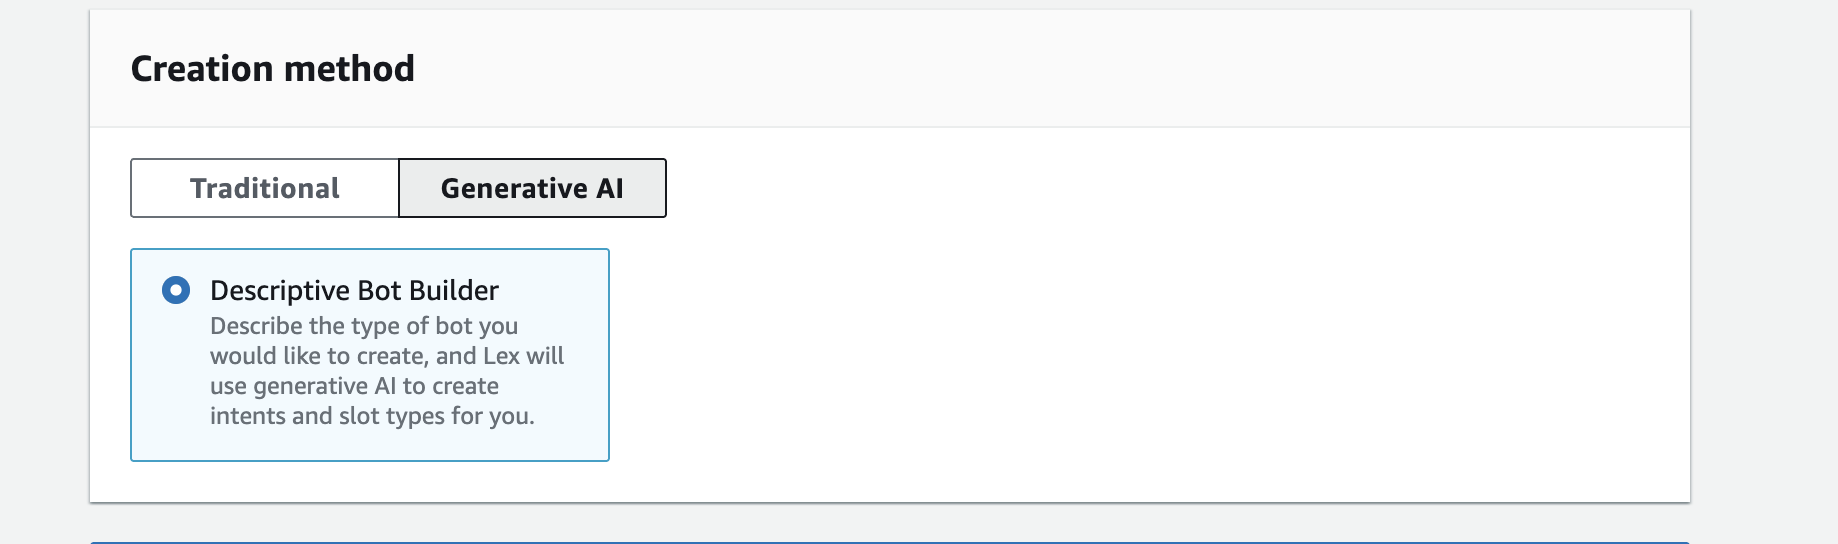 Creation method
Traditional
Generative AI
Descriptive Bot Builder
Describe the type of bot you
would like to create, and Lex will
use generative AI to create
intents and slot types for you.